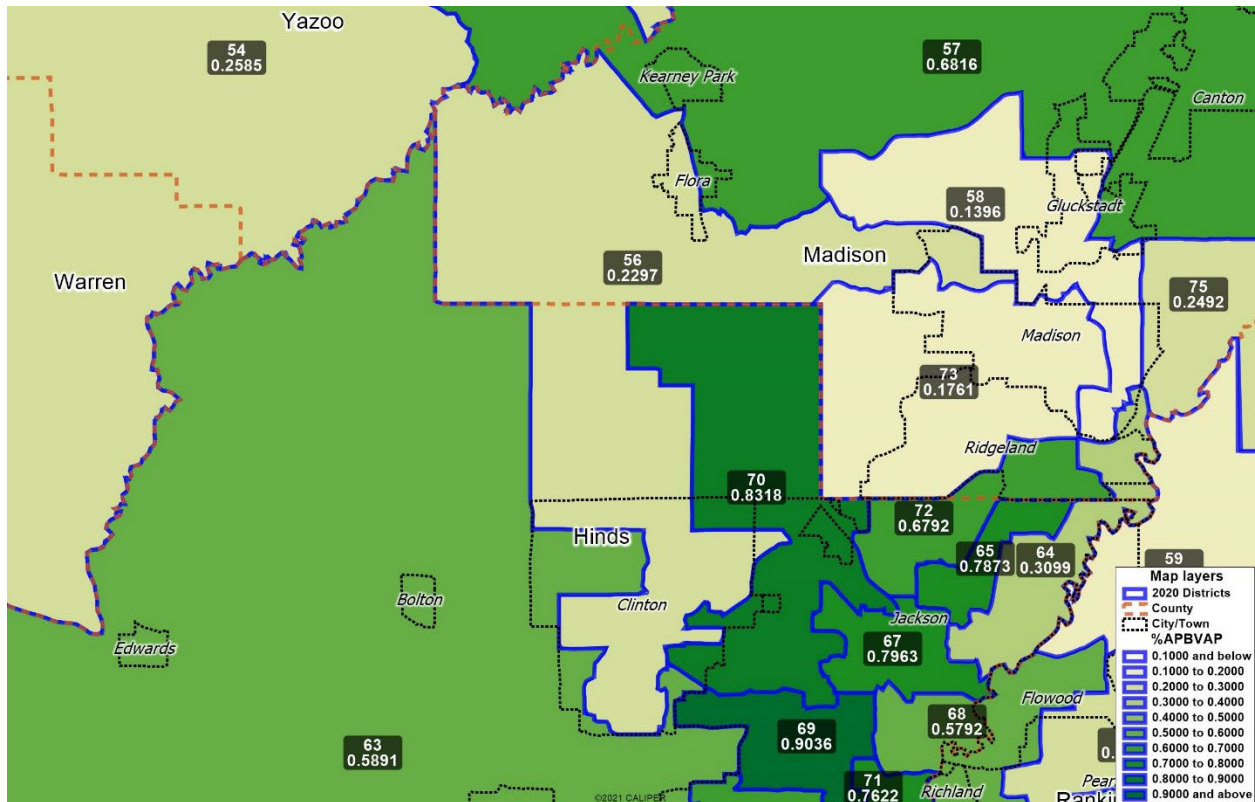 Yazoo
54
0.2585
57
0.6816
Kearney Park
Canton
Flora
58
0.1396
Gluckstadt
56
0.2297
Madison
Warren
75
0.2492
Madison
73
0.1761
Ridgeland
70
0.8318
72
0.6792
Hinds
65
0.7873
64
0.3099
59
Bolton
Clinton
Jackson
67
0.7963
Edwards
Flowood
68
0.5792
69
0.9036
63
0.5891
71
0.7622
Richland
0.
Pear
Ranki
©2021 CALIPER
Map layers
2020 Districts
County
City/Town
%APBVAP
0.1000 and below
0.1000 to 0.2000
0.2000 to 0.3000
0.3000 to 0.4000
0.4000 to 0.5000
0.5000 to 0.6000
0.6000 to 0.7000
0.7000 to 0.8000
0.8000 to 0.9000
0.9000 and above